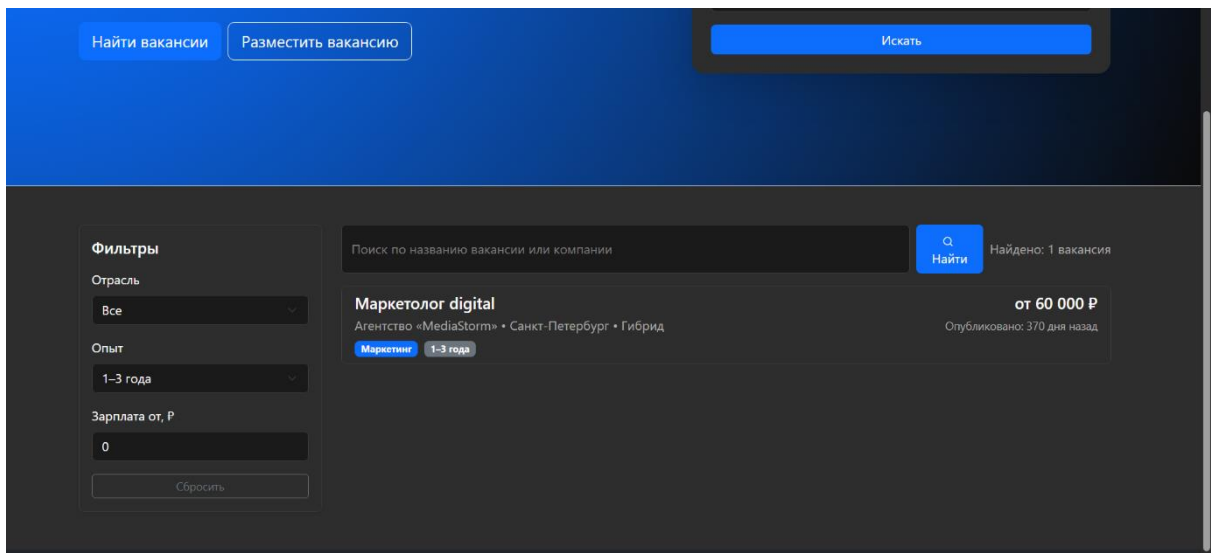 Найти вакансии
Разместить вакансию
Искать
Фильтры
Отрасль
Все
Опыт
1–3 года
Зарплата от, ₽
0
Сбросить
Поиск по названию вакансии или компании
Найти
Найдено: 1 вакансия
Маркетолог digital
от 60 000 ₽
Агентство «MediaStorm» • Санкт-Петербург • Гибрид
Опубликовано: 370 дня назад
Маркетинг
1–3 года